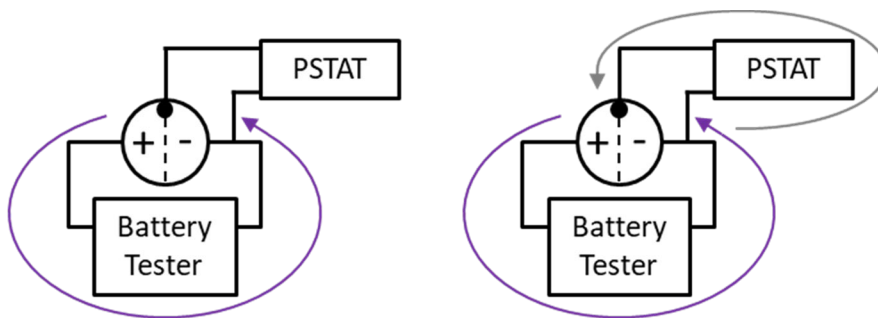 PSTAT
+ -
Battery
Tester
PSTAT
+ -
Battery
Tester